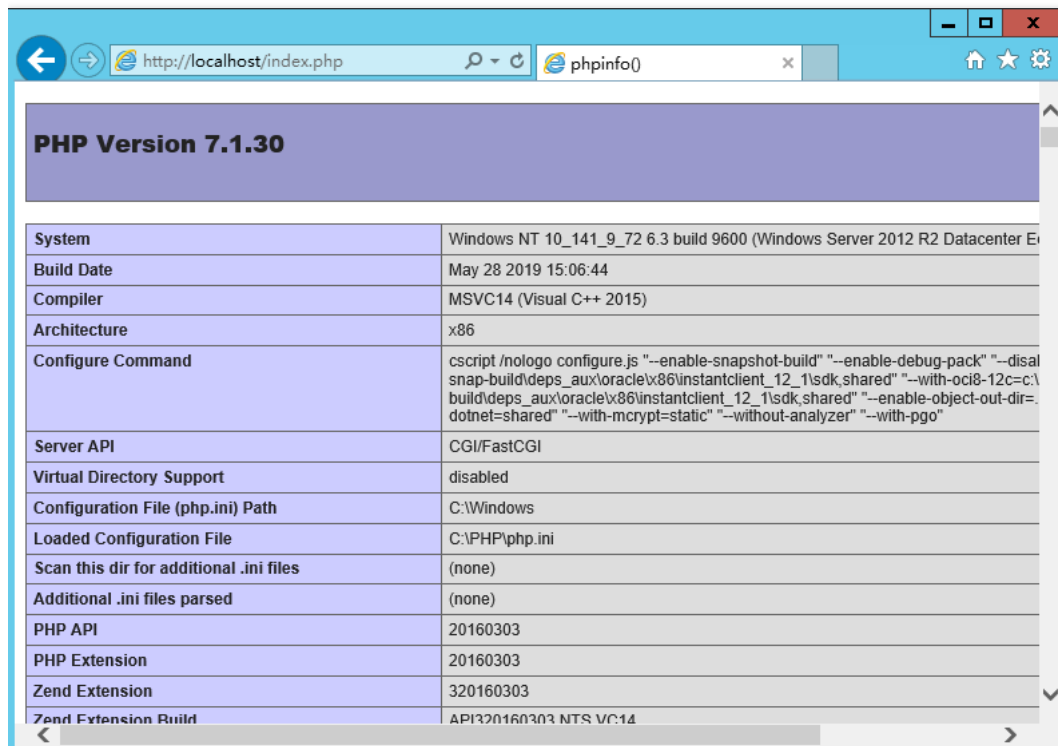 http://localhost/index.php
phpinfo()
PHP Version 7.1.30
System Windows NT 10_141_9_72 6.3 build 9600 (Windows Server 2012 R2 Datacenter
Build Date May 28 2019 15:06:44
Compiler MSVC14 (Visual C++ 2015)
Architecture x86
Configure Command cscript /nologo configure.js "--enable-snapshot-build" "--enable-debug-pack"
snap-build\deps_aux\oracle\x86\instantclient_12_1\sdk,shared" "--with-oci8-12c=c:\
build\deps_aux\oracle\x86\instantclient_12_1\sdk,shared" "--enable-object-out-dir=.
dotnet=shared" "--with-mcrypt=static" "--without-analyzer" "--with-pgo"
Server API CGI/FastCGI
Virtual Directory Support disabled
Configuration File (php.ini) Path C:\Windows
Loaded Configuration File C:\PHP\php.ini
Scan this dir for additional .ini files (none)
Additional .ini files parsed (none)
PHP API 20160303
PHP Extension 20160303
Zend Extension 320160303
Zend Extension Build API320160303,NTS,VC14